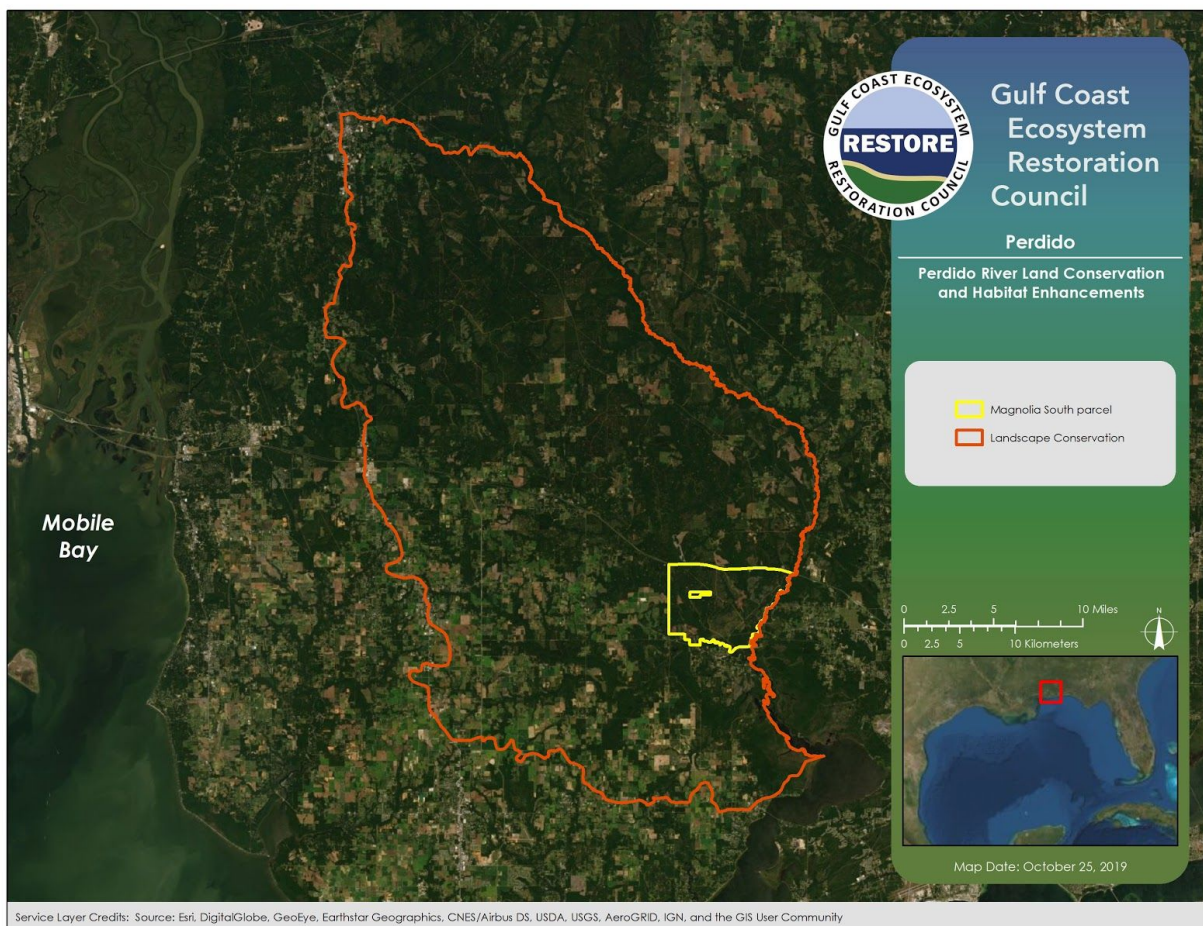 GULF COAST ECOSYSTEM
RESTORE
RESTORATION COUNCIL
Gulf Coast
Ecosystem
Restoration
Council
Perdido
Perdido River Land Conservation
and Habitat Enhancements
Magnolia South parcel
Landscape Conservation
Mobile
Bay
0 2.5 5 10 Miles
0 2.5 5 10 Kilometers
N
Map Date: October 25, 2019
Service Layer Credits: Source: Esri, DigitalGlobe, GeoEye, Earthstar Geographics, CNES/Airbus DS, USDA, USGS, AeroGRID, IGN, and the GIS User Community